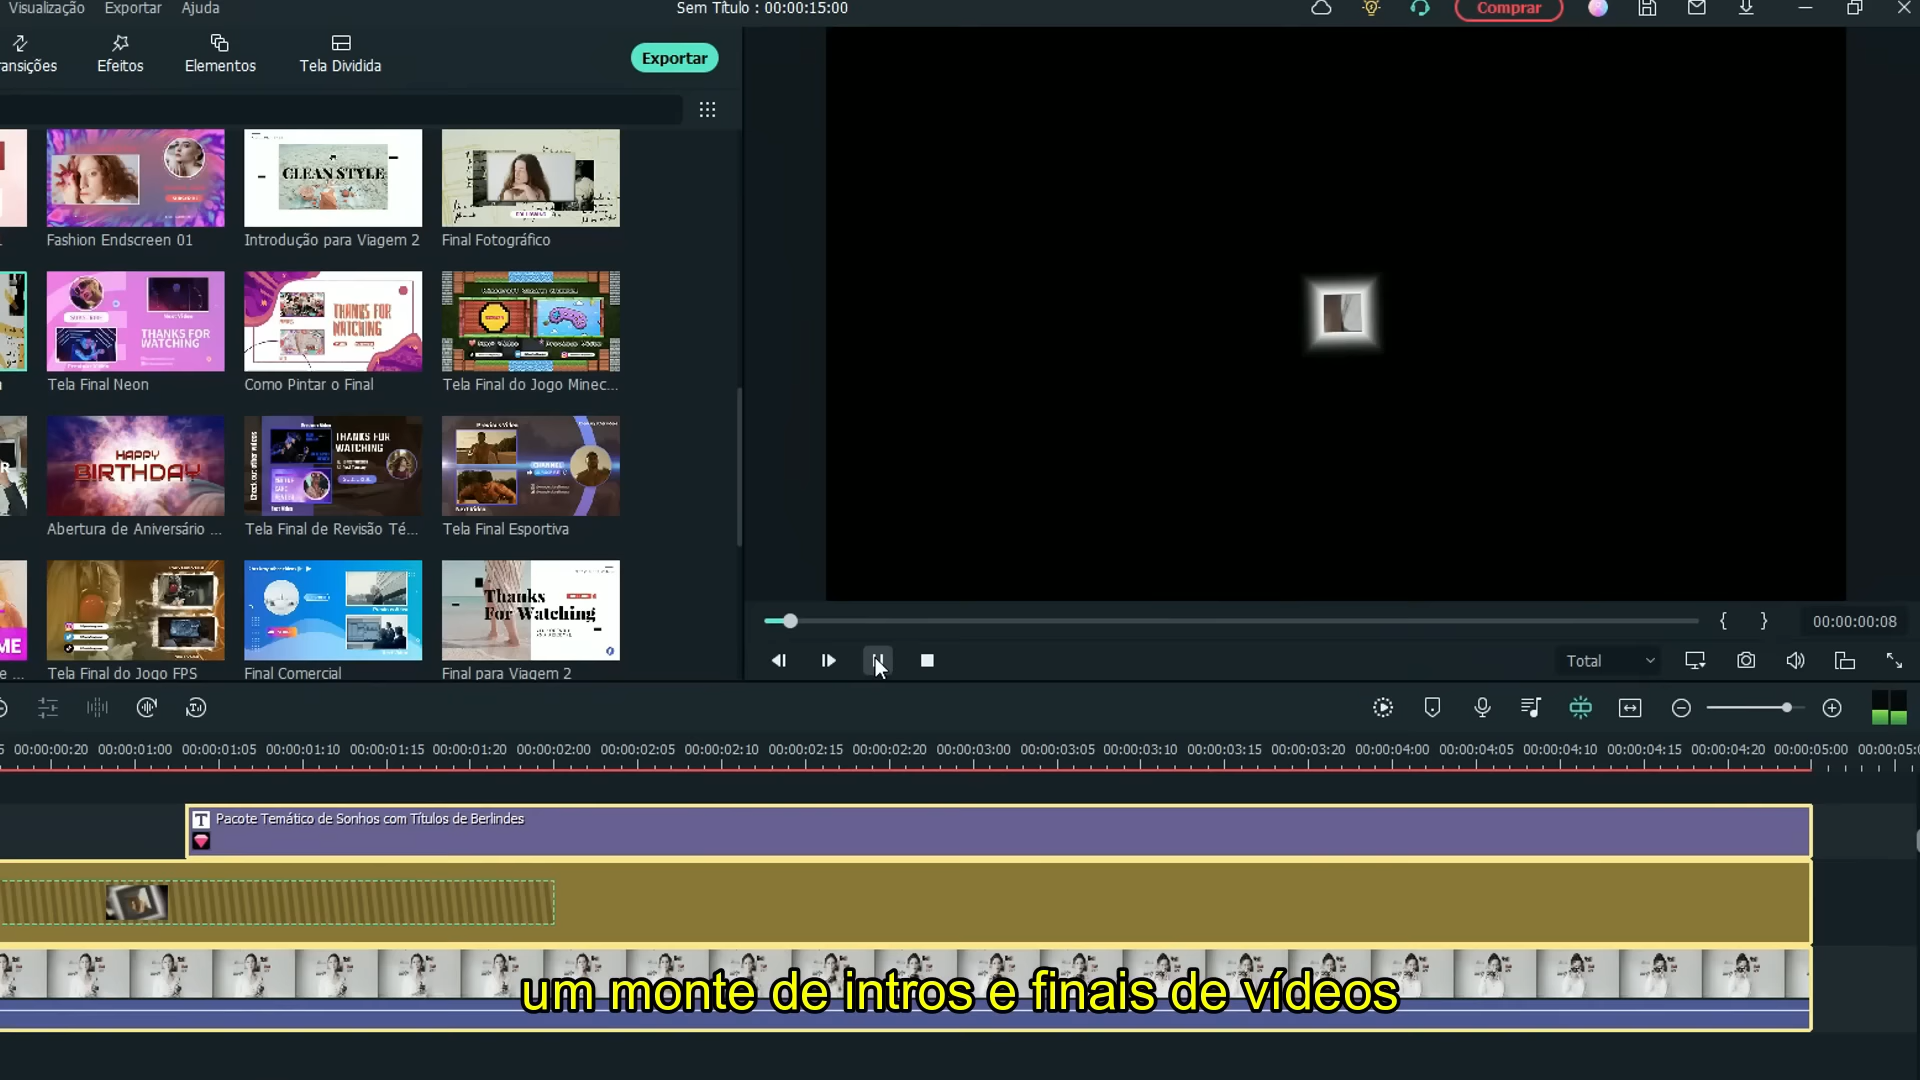 Visualização Exportar Ajuda
Sem Título : 00:00:15:00
Comprar
ansições Efeitos Elementos Tela Dividida
Exportar
CLEAN STYLE
Fashion Endscreen 01 Introdução para Viagem 2 Final Fotográfico
THANKS FOR WATCHING
THANKS FOR WATCHING
Tela Final Neon Como Pintar o Final Tela Final do Jogo Minec...
HAPPY BIRTHDAY
THANKS FOR WATCHING
Previous Video
Next Video
Abertura de Aniversário ... Tela Final de Revisão Té... Tela Final Esportiva
ME
Thanks For Watching
e ... Tela Final do Jogo FPS Final Comercial Final para Viagem 2
{ } 00:00:00:08
Total
5 00:00:00:20 00:00:01:00 00:00:01:05 00:00:01:10 00:00:01:15 00:00:01:20 00:00:02:00 00:00:02:05 00:00:02:10 00:00:02:15 00:00:02:20 00:00:03:00 00:00:03:05 00:00:03:10 00:00:03:15 00:00:03:20 00:00:04:00 00:00:04:05 00:00:04:10 00:00:04:15 00:00:04:20 00:00:05:00 00:00:05:0
T Pacote Temático de Sonhos com Títulos de Berlindes
um monte de intros e finais de vídeos